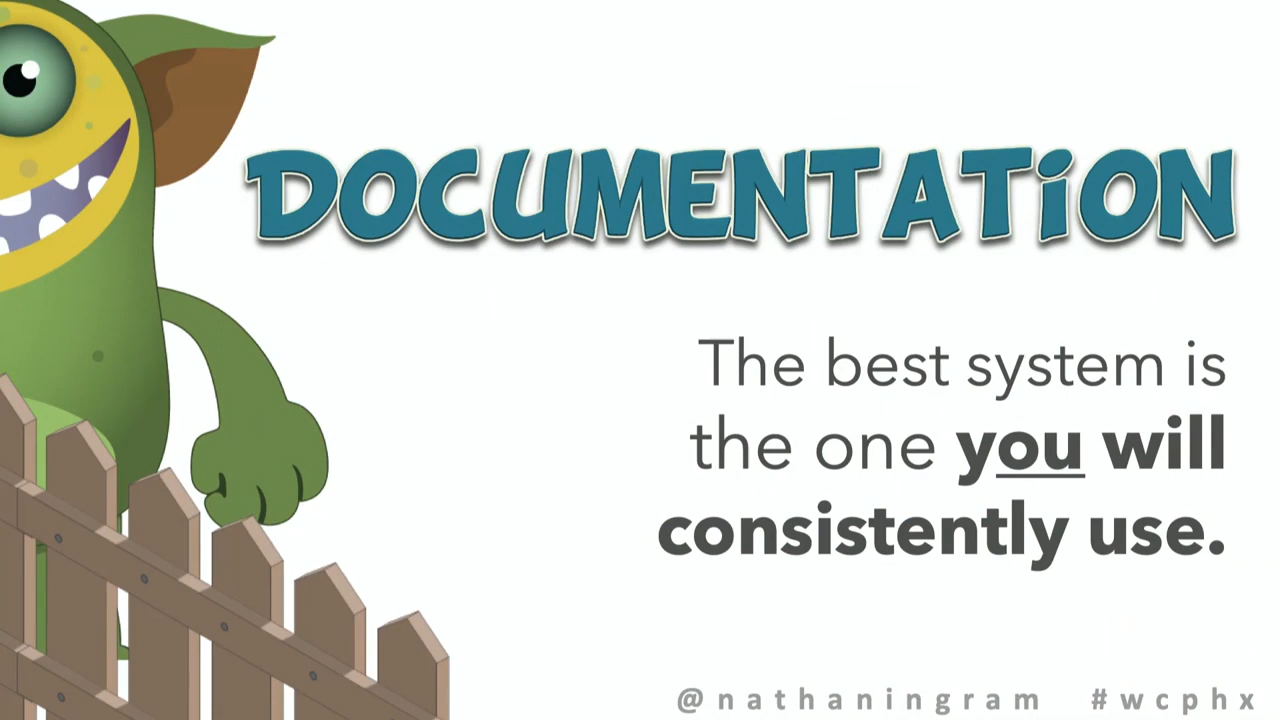 DOCUMENTATiON
The best system is
the one you will
consistently use.
@nathaningram #wcphx